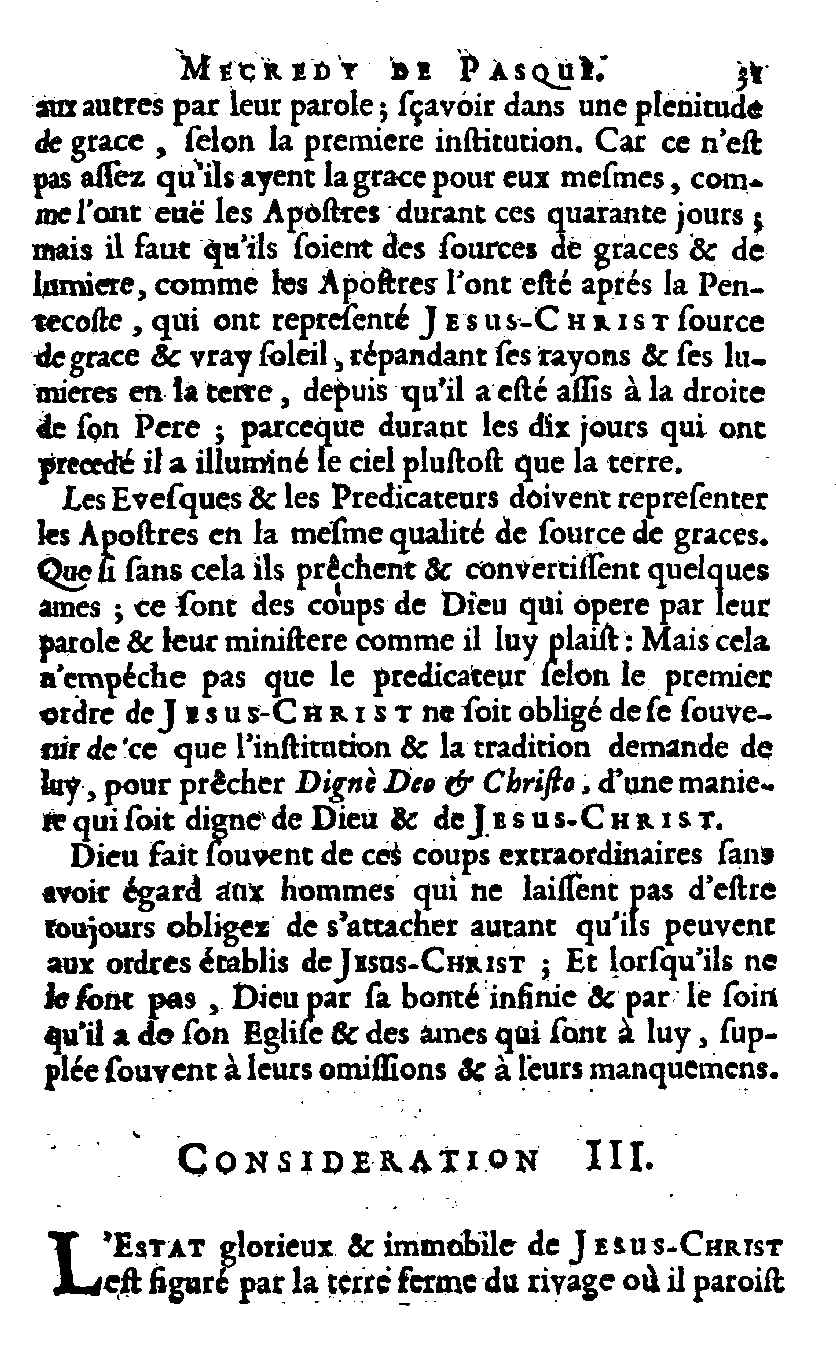 MECREDY DE PASQUE. 31
aux autres par leur parole ; ſçavoir dans une plenitude
de grace , ſelon la premiere inſtitution. Car ce n'eſt
pas aſſez qu'ils ayent la grace pour eux meſmes , com-
me l'ont euë les Apoſtres durant ces quarante jours ;
mais il faut qu'ils ſoient des ſources de graces & de
lumiere, comme les Apoſtres l'ont eſté aprés la Pen-
tecoſte , qui ont repreſenté JESUS-CHRIST ſource
de grace & vray ſoleil , répandant ſes rayons & ſes lu-
mieres en la terre , depuis qu'il a eſté aſſis à la droite
de ſon Pere ; parceque durant les dix jours qui ont
precedé il a illuminé le ciel pluſtoſt que la terre.
Les Eveſques & les Predicateurs doivent repreſenter
les Apoſtres en la meſme qualité de ſource de graces.
Que ſi ſans cela ils prêchent & convertiſſent quelques
ames ; ce ſont des coups de Dieu qui opere par leur
parole & leur miniſtere comme il luy plaiſt : Mais cela
n'empéche pas que le predicateur ſelon le premier
ordre de JESUS-CHRIST ne ſoit obligé de ſe ſouve-
nir de ce que l'inſtitution & la tradition demande de
luy , pour prêcher Dignè Deo & Chriſto , d'une manie-
re qui ſoit digne de Dieu & de JESUS-CHRIST.
Dieu fait ſouvent de ces coups extraordinaires ſans
avoir égard aux hommes qui ne laiſſent pas d'eſtre
toujours obligez de s'attacher autant qu'ils peuvent
aux ordres établis de JESUS-CHRIST ; Et lorſqu'ils ne
le font pas , Dieu par ſa bonté infinie & par le ſoin
qu'il a de ſon Egliſe & des ames qui ſont à luy , ſup-
plée ſouvent à leurs omiſſions & à leurs manquemens.
CONSIDERATION III.
L'ESTAT glorieux & immobile de JESUS-CHRIST
eſt figuré par la terre ferme du rivage où il paroiſt